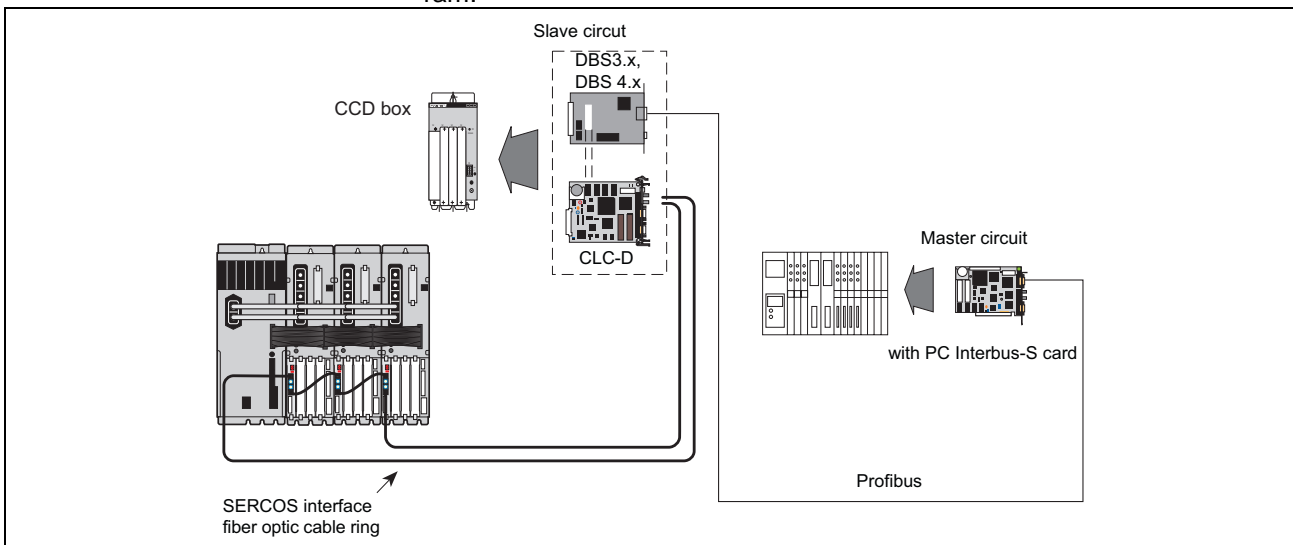 ram.
Slave circut
DBS3.x,
DBS 4.x
CCD box
CLC-D
Master circuit
with PC Interbus-S card
Profibus
SERCOS interface
fiber optic cable ring